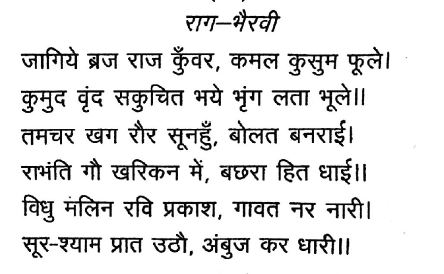 राग–भैरवी
जागिये ब्रज राज कुँवर, कमल कुसुम फूले।
कुमुद वृंद सकुचित भये भृंग लता भूले।।
तमचर खग रौर सूनहुँ, बोलत बनराई।
राभंति गौ खरिकन में, बछरा हित धाई।।
विधु मंलिन रवि प्रकाश, गावत नर नारी।
सूर-श्याम प्रात उठौ, अंबुज कर धारी।।